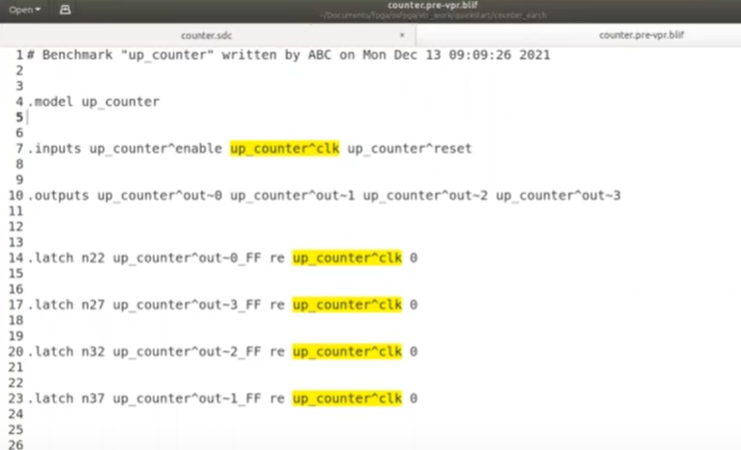 Open
counter.pre-vpr.blif
counter.sdc × counter.pre-vpr.blif
1 # Benchmark "up_counter" written by ABC on Mon Dec 13 09:09:26 2021
2
3
4 .model up_counter
5
6
7 .inputs up_counter^enable up_counter^clk up_counter^reset
8
9
10 .outputs up_counter^out~0 up_counter^out~1 up_counter^out~2 up_counter^out~3
11
12
13
14 .latch n22 up_counter^out~0_FF re up_counter^clk 0
15
16
17 .latch n27 up_counter^out~3_FF re up_counter^clk 0
18
19
20 .latch n32 up_counter^out~2_FF re up_counter^clk 0
21
22
23 .latch n37 up_counter^out~1_FF re up_counter^clk 0
24
25
26